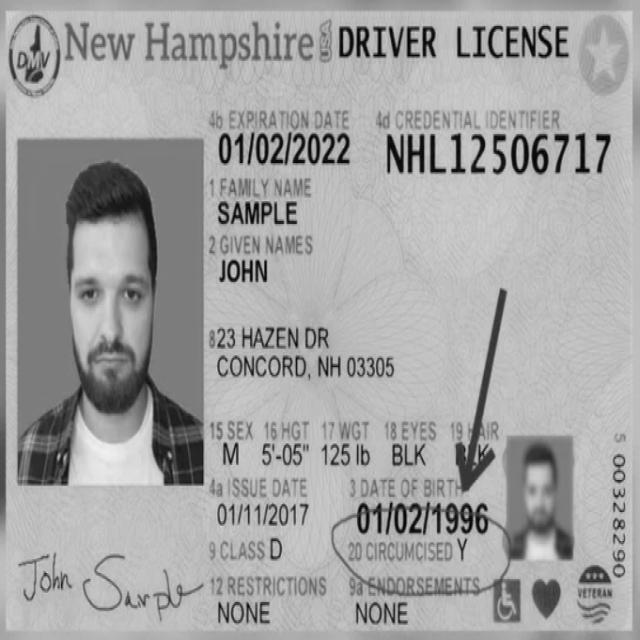 DMV New Hampshire USA DRIVER LICENSE
4b EXPIRATION DATE 4d CREDENTIAL IDENTIFIER
01/02/2022 NHL12506717
1 FAMILY NAME
SAMPLE
2 GIVEN NAMES
JOHN
823 HAZEN DR
CONCORD, NH 03305
15 SEX 16 HGT 17 WGT 18 EYES 19 HAIR
M 5'-05" 125 lb BLK BLK
4a ISSUE DATE 3 DATE OF BIRTH
01/11/2017 01/02/1996
9 CLASS D 20 CIRCUMCISED Y
12 RESTRICTIONS 9a ENDORSEMENTS
NONE NONE
John Sample
VETERAN
5 00328290